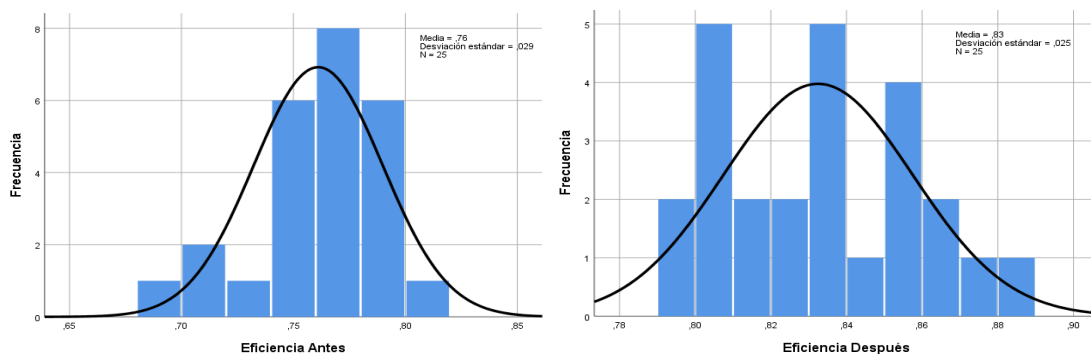 Media = ,76
Desviación estándar = ,029
N = 25
Frecuencia
8
6
4
2
0
,65
,70
,75
,80
,85
Eficiencia Antes
Media = ,83
Desviación estándar = ,025
N = 25
Frecuencia
5
4
3
2
1
0
,78
,80
,82
,84
,86
,88
,90
Eficiencia Después